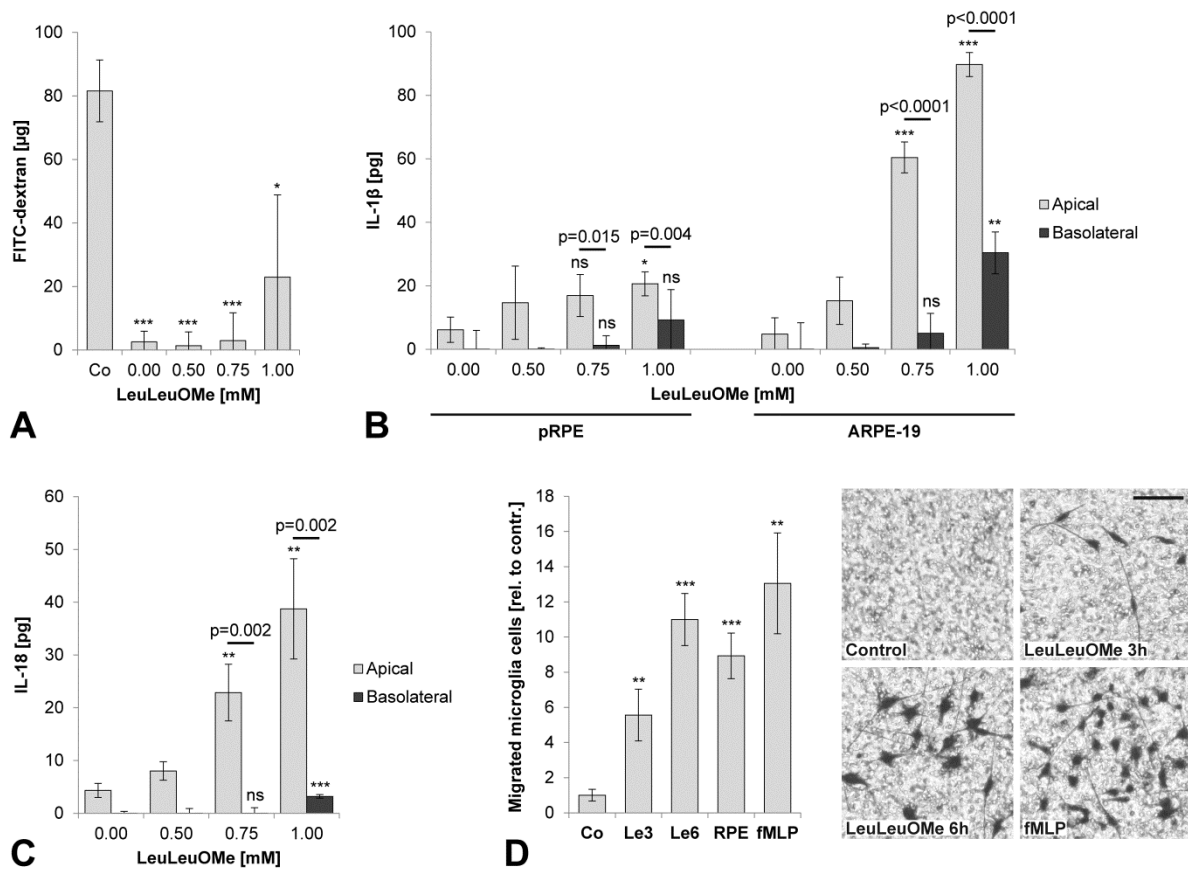 FITC-dextran [µg]
100
80
60
40
20
0
***
***
***
*
Co 0.00 0.50 0.75 1.00
LeuLeuOMe [mM]
A
IL-1β [pg]
100
80
60
40
20
0
p=0.015
ns
ns
p=0.004
*
ns
p<0.0001
***
ns
p<0.0001
***
**
Apical
Basolateral
0.00 0.50 0.75 1.00 0.00 0.50 0.75 1.00
LeuLeuOMe [mM]
pRPE ARPE-19
B
IL-18 [pg]
60
50
40
30
20
10
0
p=0.002
**
ns
p=0.002
**
***
Apical
Basolateral
0.00 0.50 0.75 1.00
LeuLeuOMe [mM]
C
Migrated microglia cells [rel. to contr.]
18
16
14
12
10
8
6
4
2
0
**
***
***
**
Co Le3 Le6 RPE fMLP
D
Control
LeuLeuOMe 3h
LeuLeuOMe 6h
fMLP